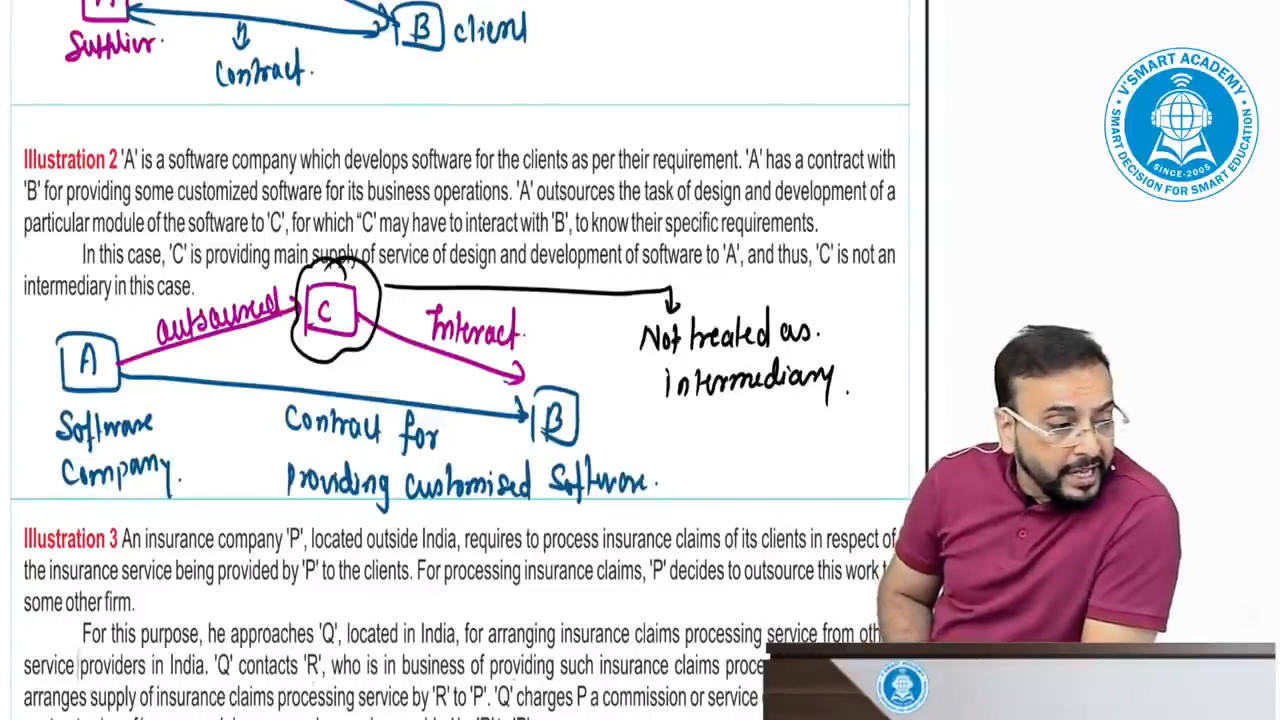 Supplier.
Contract.
B client
Illustration 2 'A' is a software company which develops software for the clients as per their requirement. 'A' has a contract with
'B' for providing some customized software for its business operations. 'A' outsources the task of design and development of a
particular module of the software to 'C', for which “C' may have to interact with 'B', to know their specific requirements.
In this case, 'C' is providing main supply of service of design and development of software to 'A', and thus, 'C' is not an
intermediary in this case.
outsourced
C
Interact.
Not treated as.
intermediary.
A
B
Software
Company.
Contract for
Providing customised Software.
Illustration 3 An insurance company 'P', located outside India, requires to process insurance claims of its clients in respect of
the insurance service being provided by 'P' to the clients. For processing insurance claims, 'P' decides to outsource this work
some other firm.
For this purpose, he approaches 'Q', located in India, for arranging insurance claims processing service from
service providers in India. 'Q' contacts 'R', who is in business of providing such insurance claims
arranges supply of insurance claims processing service by 'R' to 'P'. 'Q' charges P a commission or service
V'SMART ACADEMY
SINCE-2005
SMART DECISION FOR SMART EDUCATION